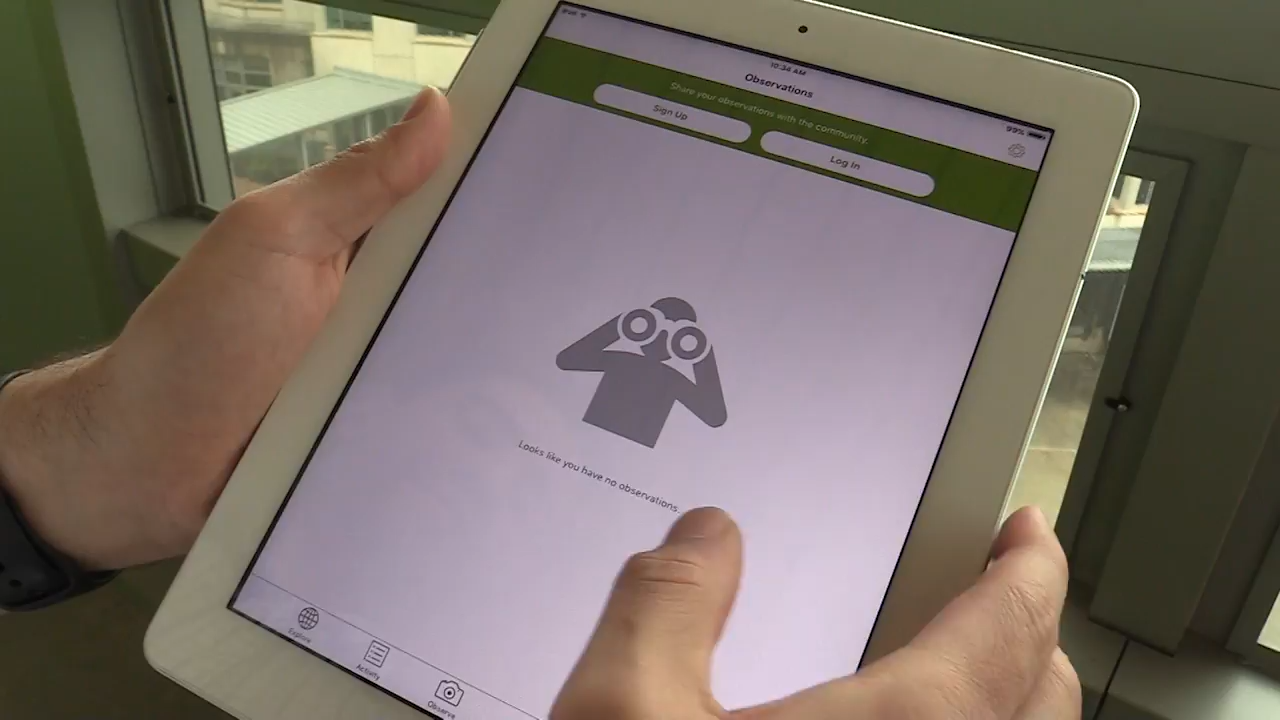 iPad
10:34 AM
99%
Observations
Share your observations with the community.
Sign Up
Log In
Looks like you have no observations.
Explore
Activity
Observe